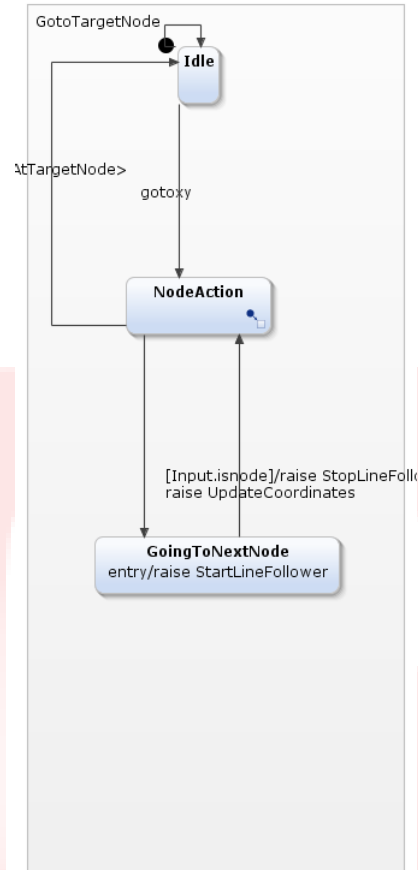 GotoTargetNode
Idle
AtTargetNode>
gotoxy
NodeAction
[Input.isnode]/raise StopLineFollo
raise UpdateCoordinates
GoingToNextNode
entry/raise StartLineFollower